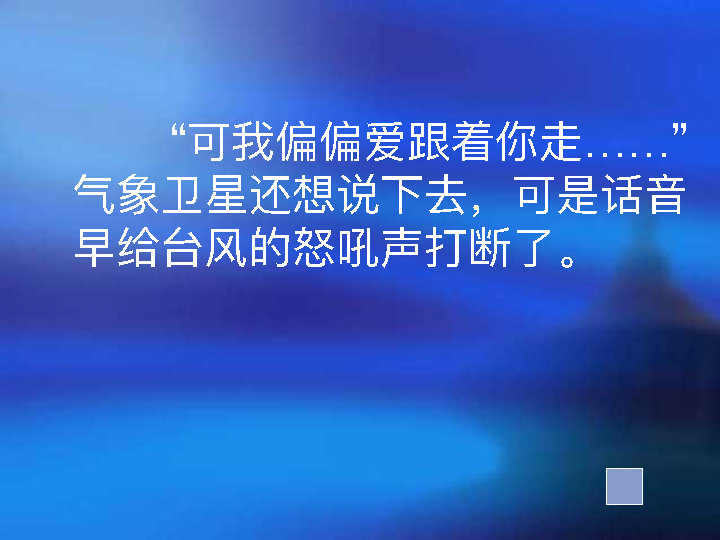 “可我偏偏爱跟着你走……”
气象卫星还想说下去，可是话音
早给台风的怒吼声打断了。